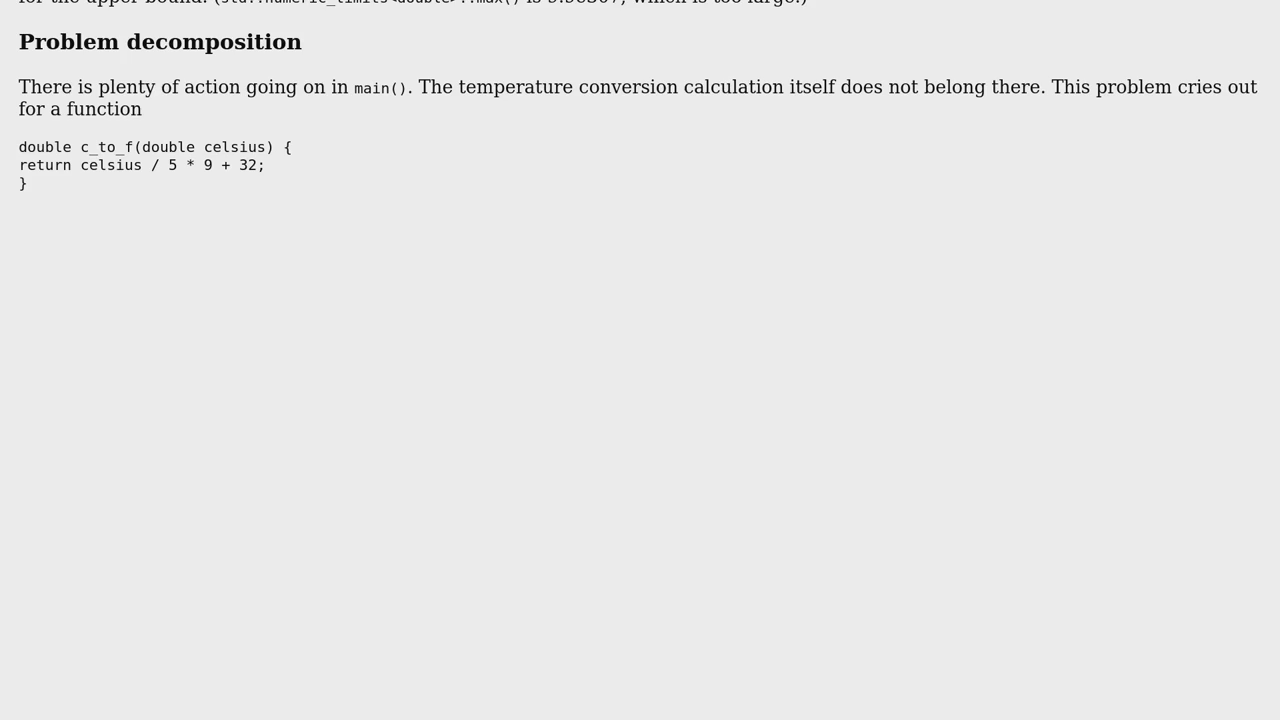 Problem decomposition
There is plenty of action going on in main(). The temperature conversion calculation itself does not belong there. This problem cries out
for a function
double c_to_f(double celsius) {
return celsius / 5 * 9 + 32;
}